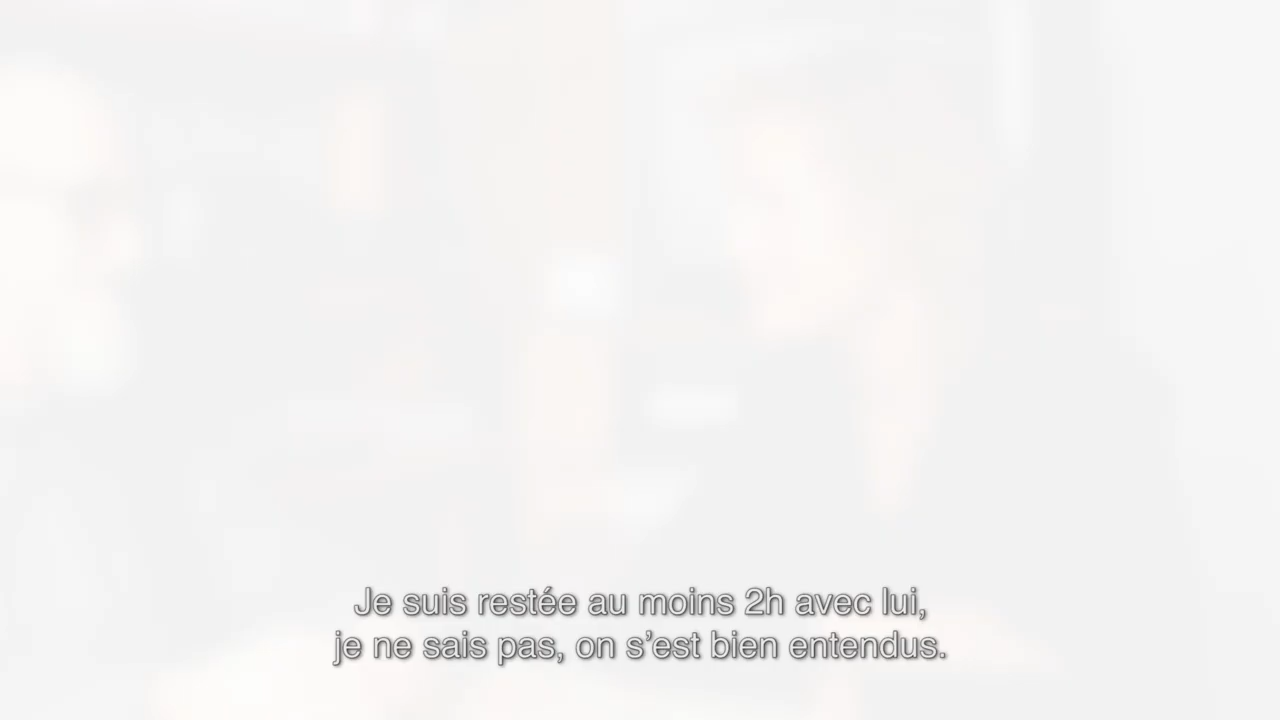 Je suis restée au moins 2h avec lui,
je ne sais pas, on s’est bien entendus.